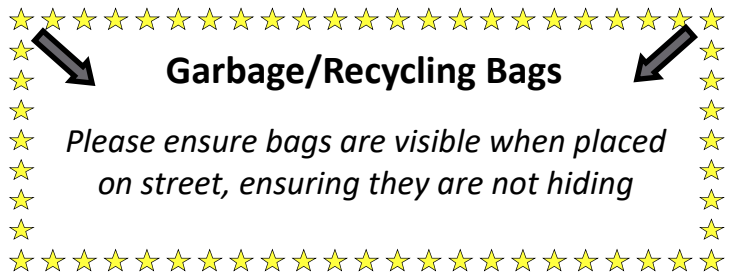 Garbage/Recycling Bags
Please ensure bags are visible when placed
on street, ensuring they are not hiding